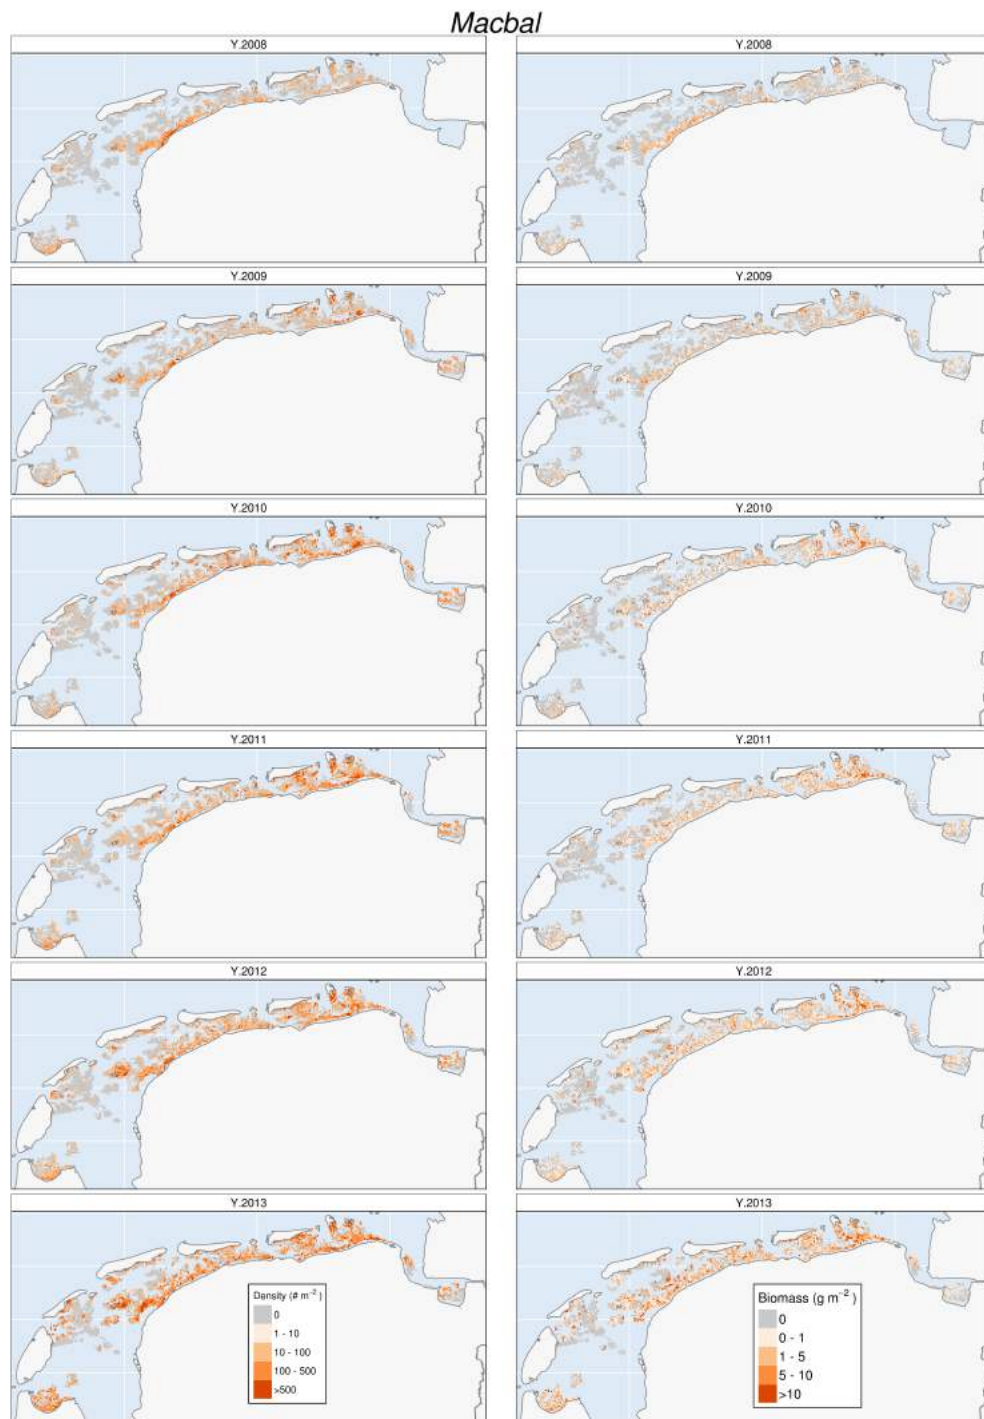 Macbal
Y.2008
Y.2008
Y.2009
Y.2009
Y.2010
Y.2010
Y.2011
Y.2011
Y.2012
Y.2012
Y.2013
Y.2013
Density (# m⁻²)
0
1 - 10
10 - 100
100 - 500
>500
Biomass (g m⁻²)
0
0 - 1
1 - 5
5 - 10
>10